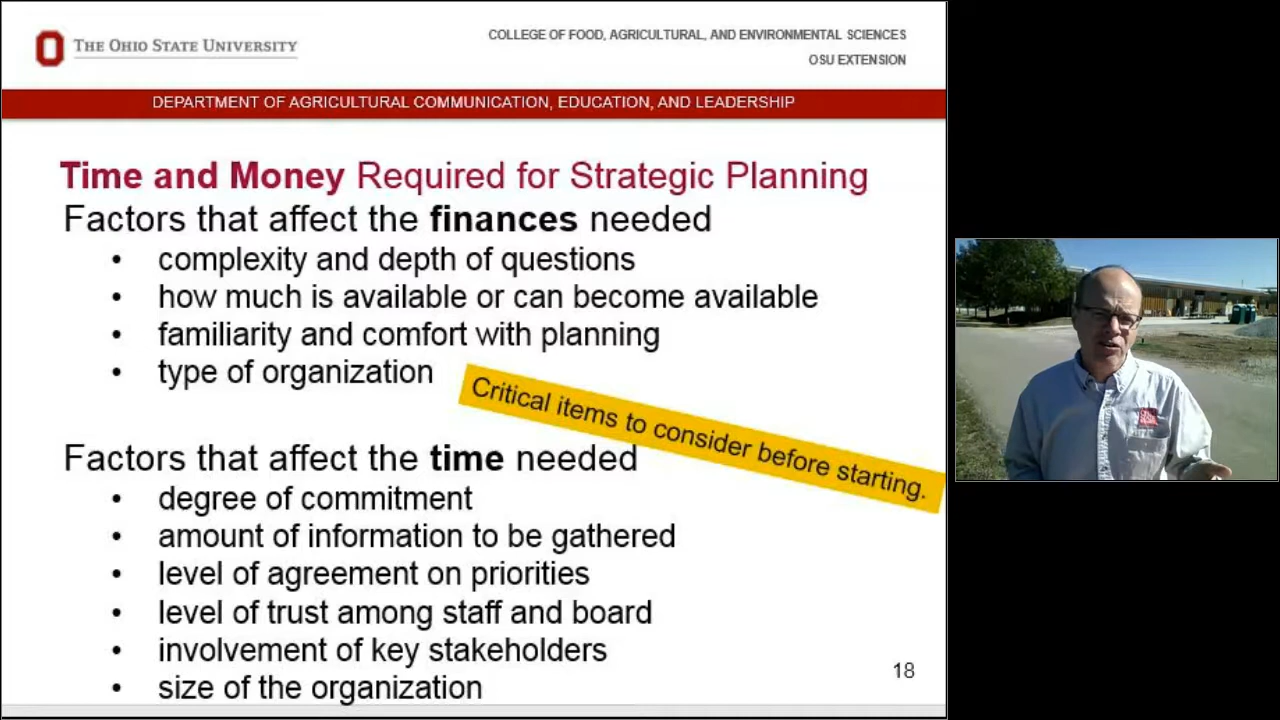 THE OHIO STATE UNIVERSITY
COLLEGE OF FOOD, AGRICULTURAL, AND ENVIRONMENTAL SCIENCES
OSU EXTENSION
DEPARTMENT OF AGRICULTURAL COMMUNICATION, EDUCATION, AND LEADERSHIP
Time and Money Required for Strategic Planning
Factors that affect the finances needed
• complexity and depth of questions
• how much is available or can become available
• familiarity and comfort with planning
• type of organization
Critical items to consider before starting.
Factors that affect the time needed
• degree of commitment
• amount of information to be gathered
• level of agreement on priorities
• level of trust among staff and board
• involvement of key stakeholders
• size of the organization
18